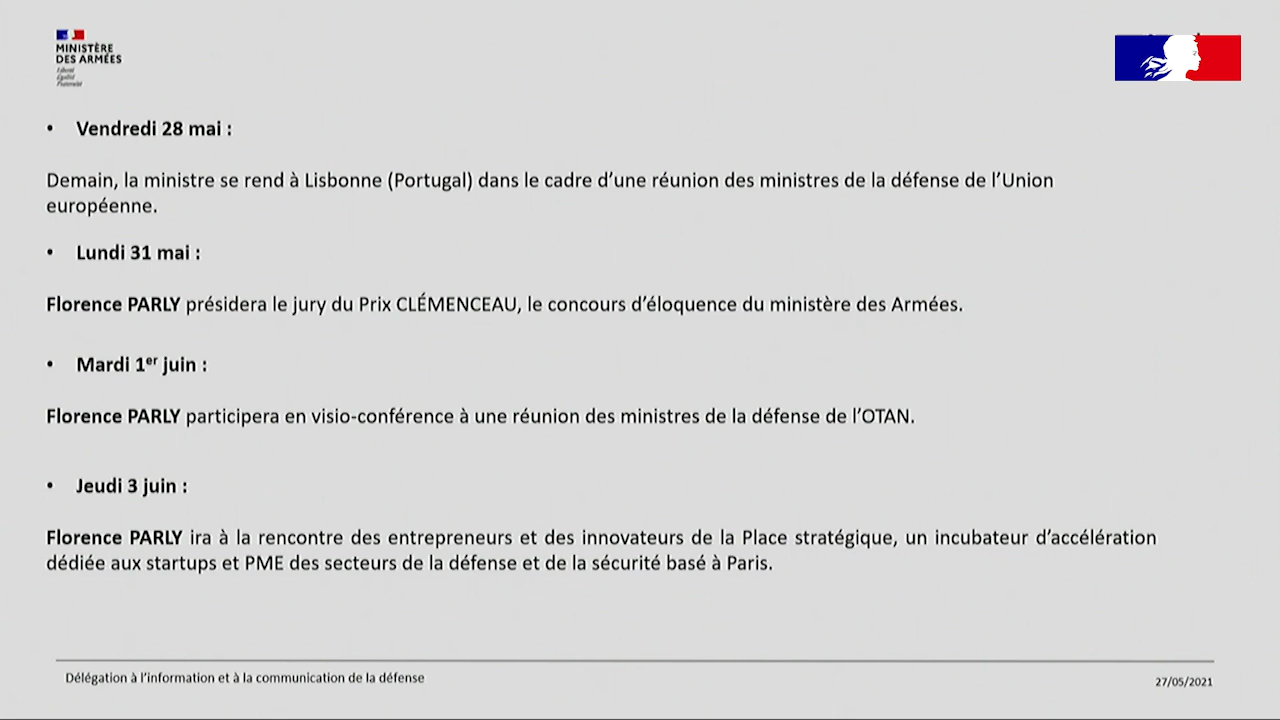 MINISTÈRE
DES ARMÉES
Liberté
Égalité
Fraternité
• Vendredi 28 mai :
Demain, la ministre se rend à Lisbonne (Portugal) dans le cadre d’une réunion des ministres de la défense de l’Union
européenne.
• Lundi 31 mai :
Florence PARLY présidera le jury du Prix CLÉMENCEAU, le concours d’éloquence du ministère des Armées.
• Mardi 1er juin :
Florence PARLY participera en visio-conférence à une réunion des ministres de la défense de l’OTAN.
• Jeudi 3 juin :
Florence PARLY ira à la rencontre des entrepreneurs et des innovateurs de la Place stratégique, un incubateur d’accélération
dédiée aux startups et PME des secteurs de la défense et de la sécurité basé à Paris.
Délégation à l’information et à la communication de la défense
27/05/2021